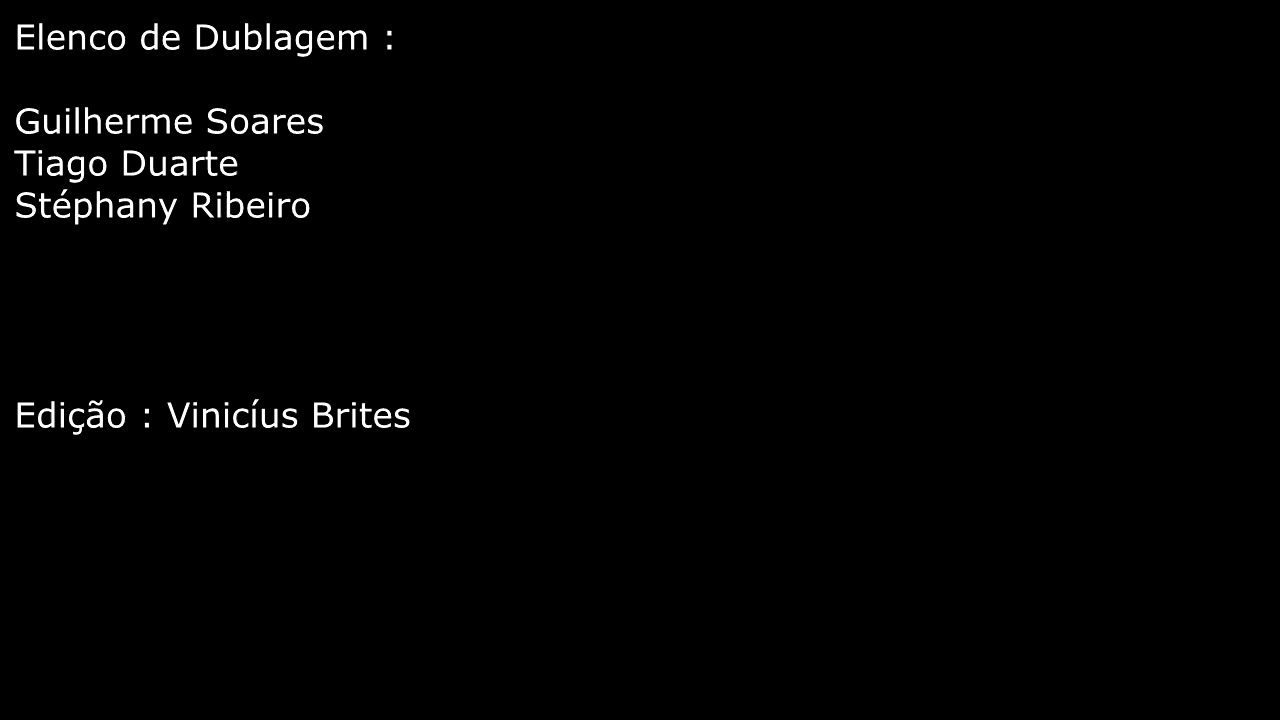 Elenco de Dublagem :
Guilherme Soares
Tiago Duarte
Stéphany Ribeiro
Edição : Vinicíus Brites